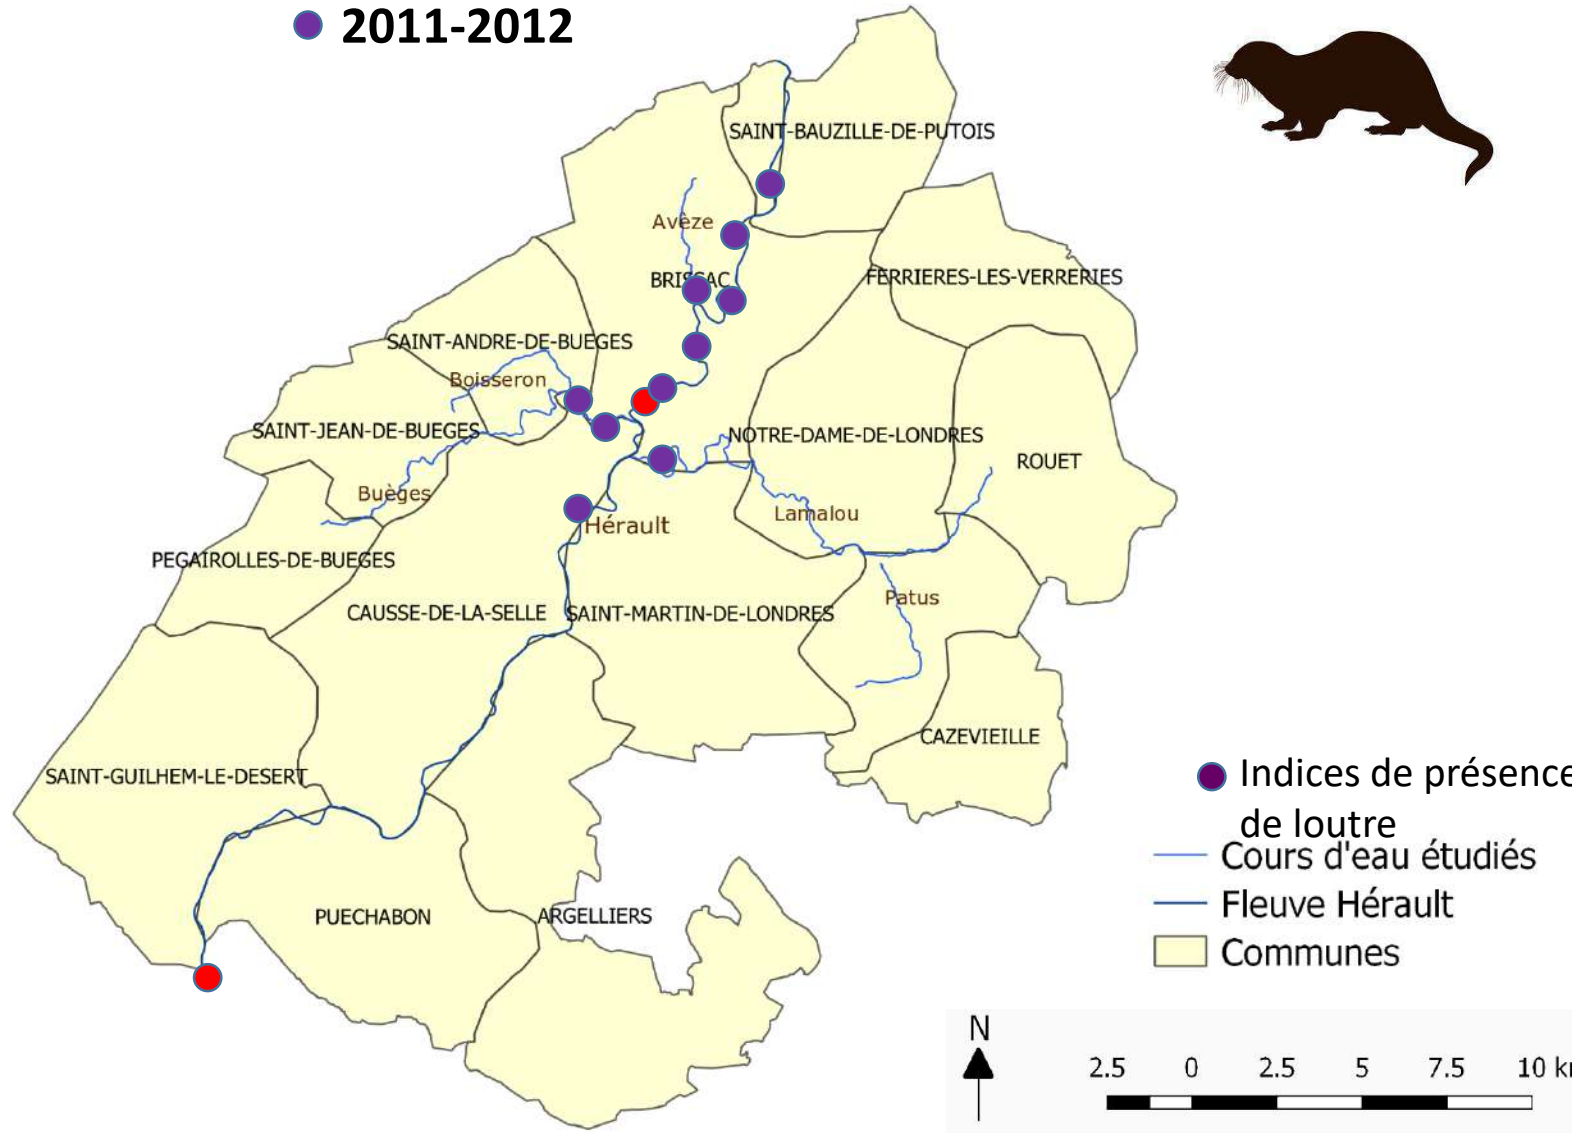 2011-2012
SAINT-BAUZILLE-DE-PUTOIS
Avèze
BRISSAC
FERRIERES-LES-VERRERIES
SAINT-ANDRE-DE-BUEGES
Boisseron
SAINT-JEAN-DE-BUEGES
NOTRE-DAME-DE-LONDRES
ROUET
Buèges
Lamalou
Hérault
PEGAIROLLES-DE-BUEGES
Patus
CAUSSE-DE-LA-SELLE
SAINT-MARTIN-DE-LONDRES
CAZEVIEILLE
SAINT-GUILHEM-LE-DESERT
PUECHABON
ARGELLIERS
Indices de présence
de loutre
Cours d'eau étudiés
Fleuve Hérault
Communes
N
2.5 0 2.5 5 7.5 10 km